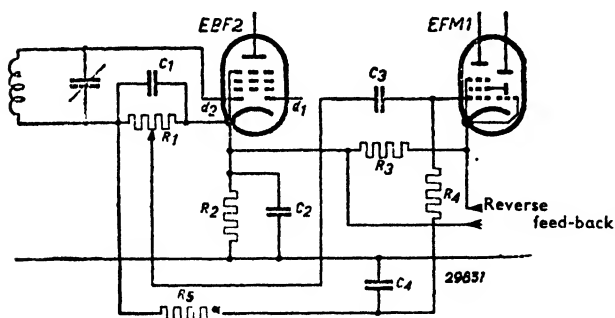 EBF2
EFM1
C1
C3
d2
d1
R1
R3
R2
C2
R4
Reverse
feed-back
C4
29831
R5